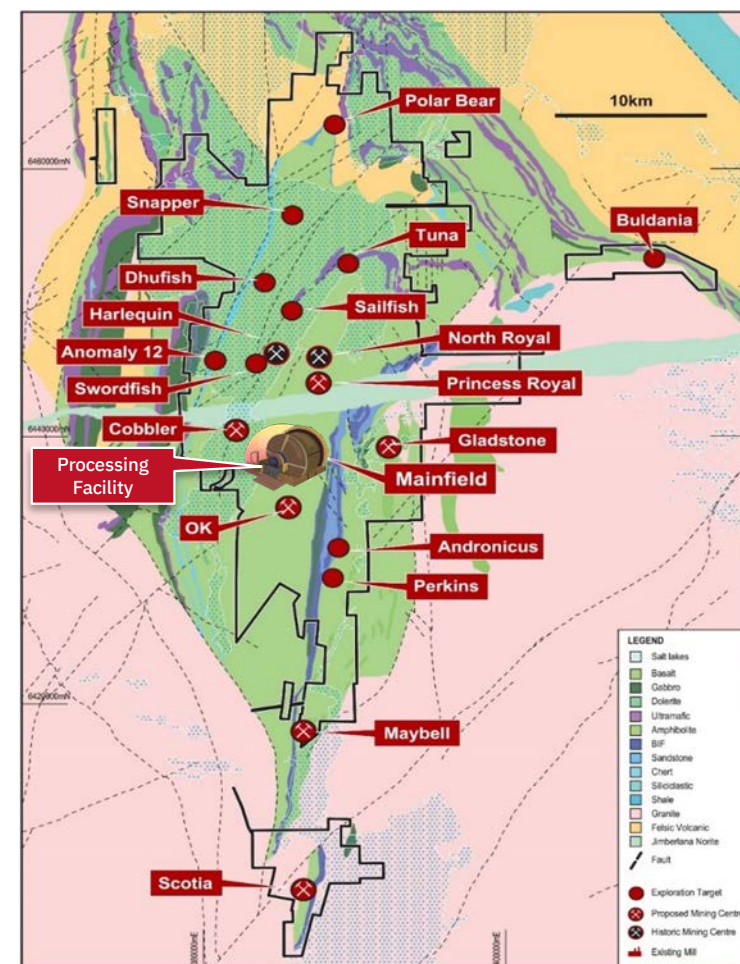 Polar Bear
10km
6460000mN
Snapper
Buldania
Tuna
Dhufish
Harlequin
Sailfish
Anomaly 12
North Royal
Swordfish
Princess Royal
Cobbler
6440000mN
Gladstone
Processing
Facility
Mainfield
OK
Andronicus
Perkins
6420000mN
Maybell
Scotia
LEGEND
Salt lakes
Basalt
Gabbro
Dolerite
Ultramafic
Amphibolite
BIF
Sandstone
Chert
Siliciclastic
Shale
Granite
Felsic Volcanic
Jimberlana Norite
Fault
Exploration Target
Proposed Mining Centre
Historic Mining Centre
Existing Mill